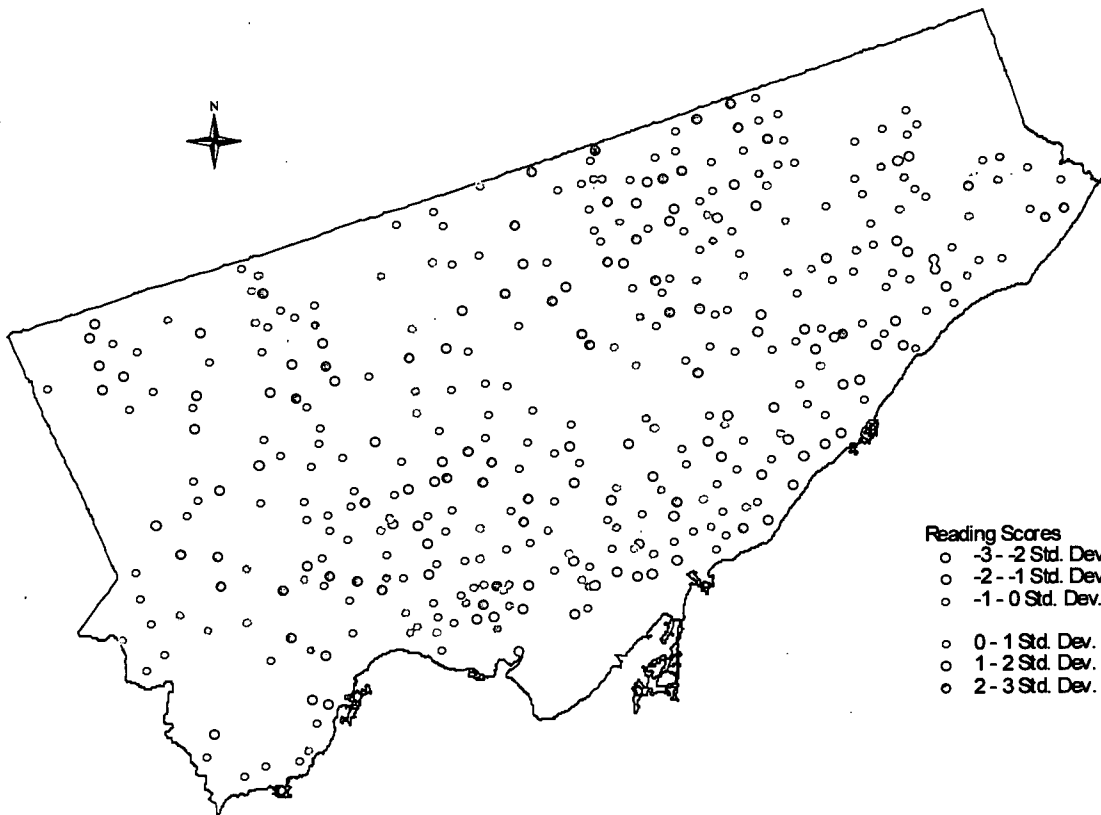 N
Reading Scores
-3 - -2 Std. Dev
-2 - -1 Std. Dev
-1 - 0 Std. Dev.
0 - 1 Std. Dev.
1 - 2 Std. Dev.
2 - 3 Std. Dev.